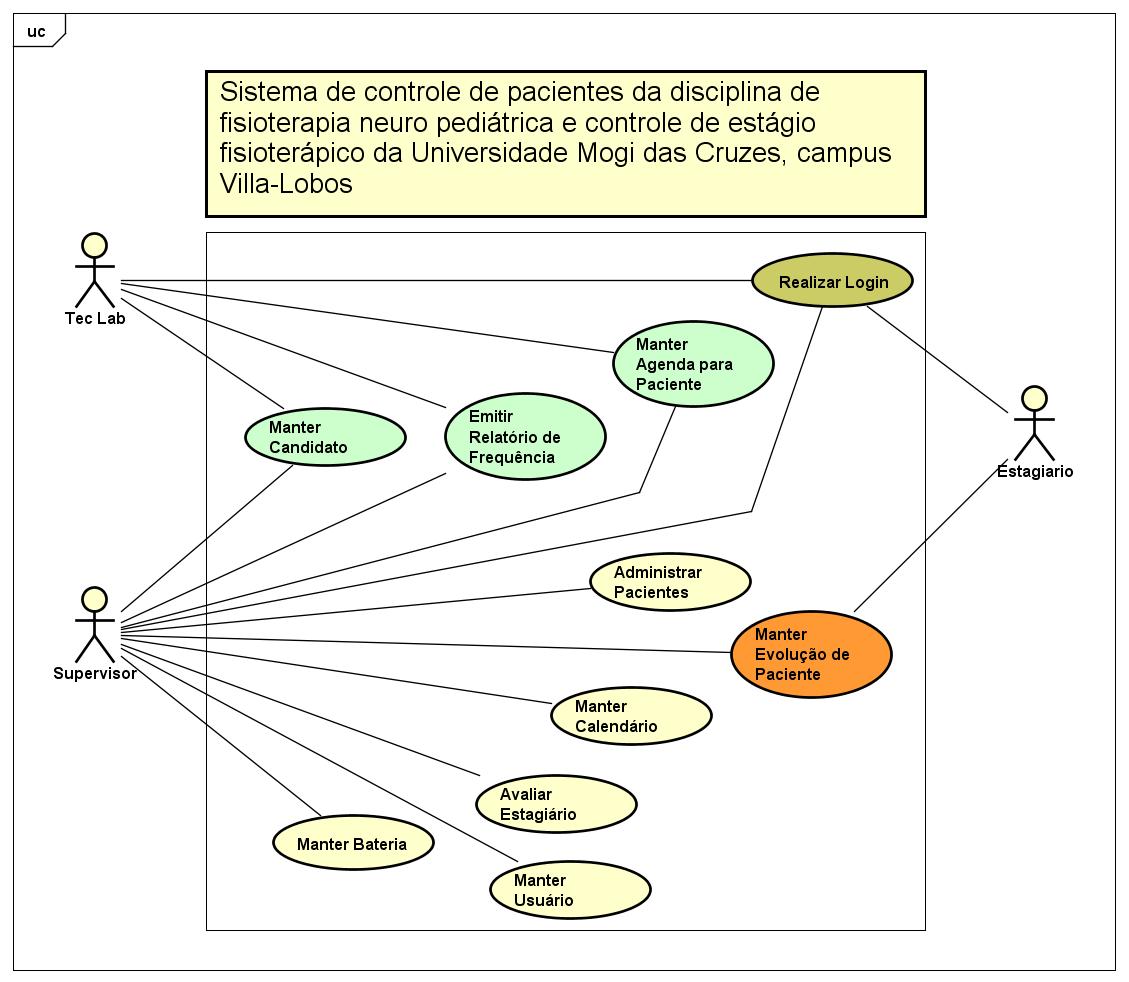 uc
Sistema de controle de pacientes da disciplina de
fisioterapia neuro pediátrica e controle de estágio
fisioterápico da Universidade Mogi das Cruzes, campus
Villa-Lobos
Tec Lab
Realizar Login
Manter
Agenda para
Paciente
Manter
Candidato
Emitir
Relatório de
Frequência
Estagiario
Administrar
Pacientes
Supervisor
Manter
Evolução de
Paciente
Manter
Calendário
Avaliar
Estagiário
Manter Bateria
Manter
Usuário